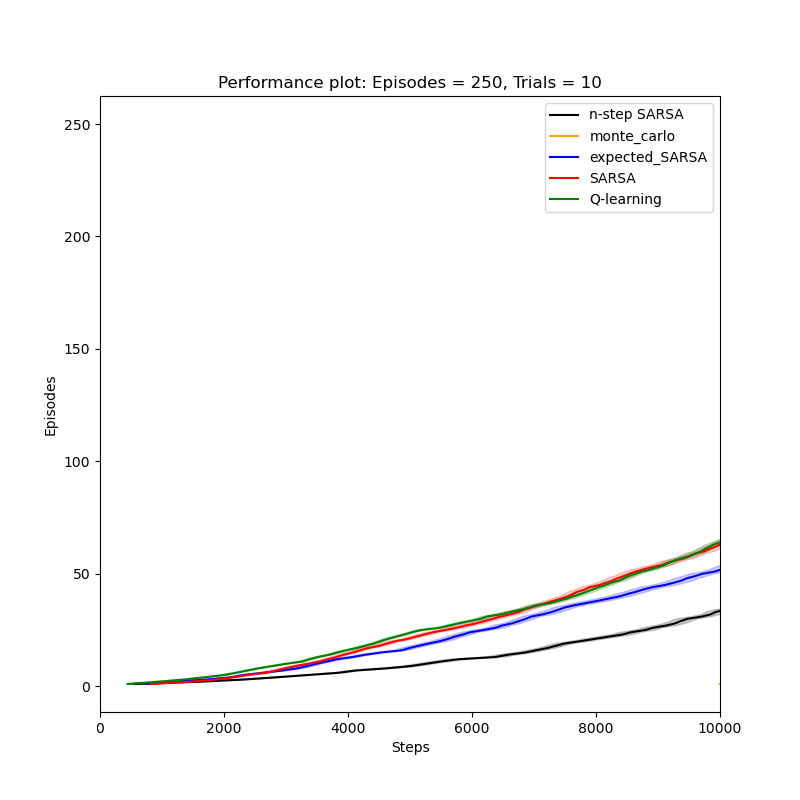 Performance plot: Episodes = 250, Trials = 10
n-step SARSA
monte_carlo
expected_SARSA
SARSA
Q-learning
250
200
150
100
50
0
Episodes
0 2000 4000 6000 8000 10000
Steps